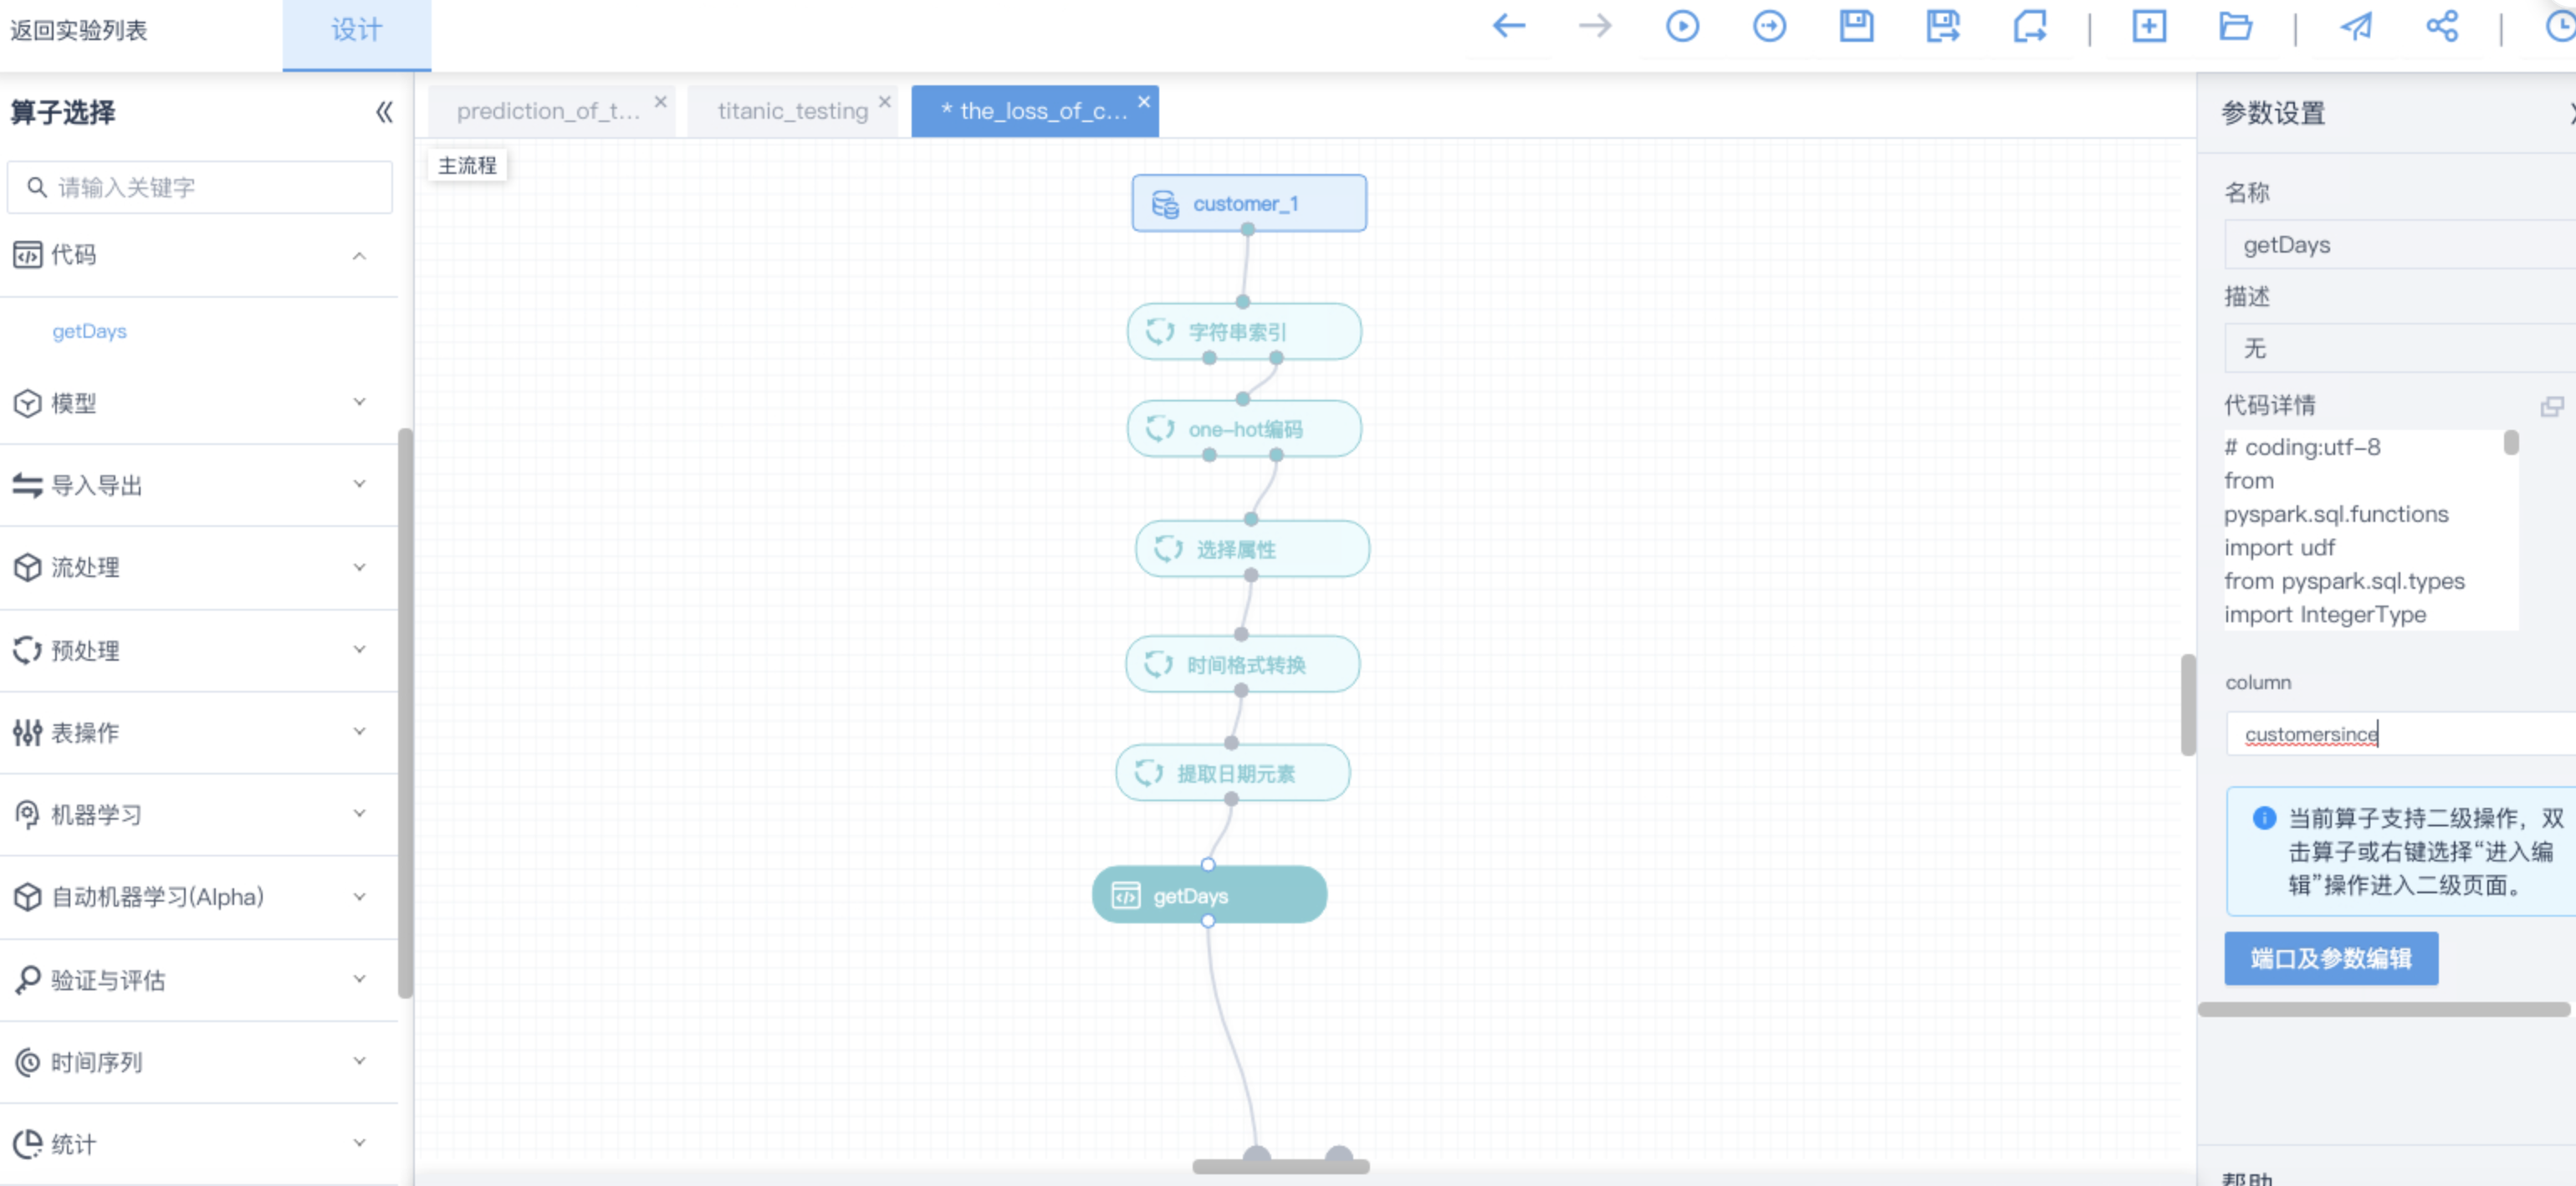 返回实验列表
设计
算子选择
请输入关键字
代码
getDays
模型
导入导出
流处理
预处理
表操作
机器学习
自动机器学习(Alpha)
验证与评估
时间序列
统计
prediction_of_t...
titanic_testing
* the_loss_of_c...
主流程
customer_1
字符串索引
one-hot编码
选择属性
时间格式转换
提取日期元素
getDays
参数设置
名称
getDays
描述
无
代码详情
# coding:utf-8
from
pyspark.sql.functions
import udf
from pyspark.sql.types
import IntegerType
column
customersince
当前算子支持二级操作，双
击算子或右键选择“进入编
辑”操作进入二级页面。
端口及参数编辑
帮助